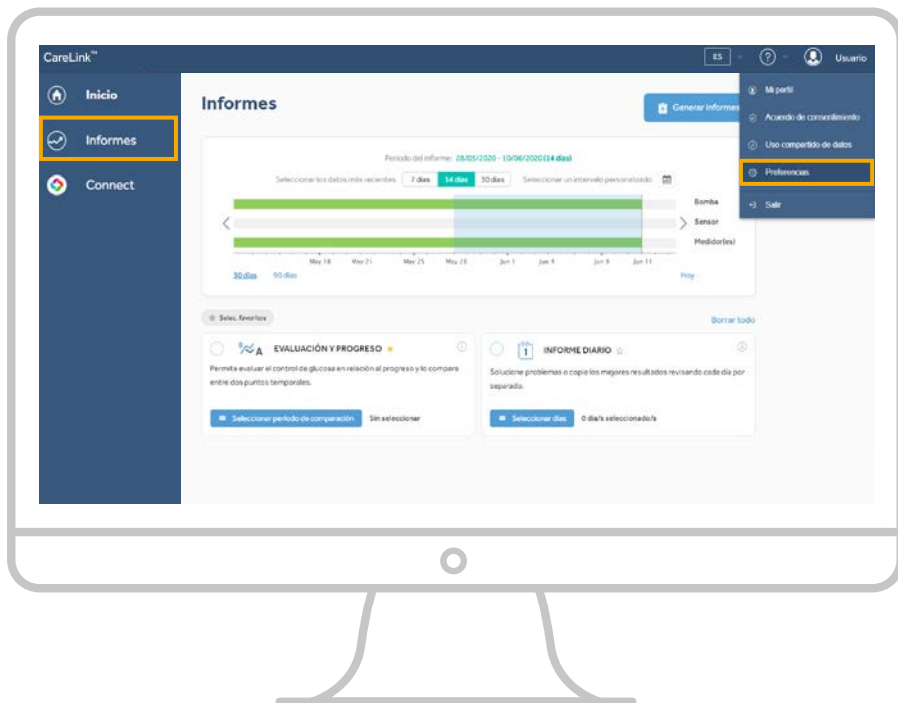 CareLink™
ES
?
Usuario
Inicio
Informes
Connect
Informes
Generar informes
Mi perfil
Acuerdo de consentimiento
Uso compartido de datos
Preferencias
Salir
Periodo del informe: 28/05/2020 - 10/06/2020 (14 días)
Seleccionar los datos más recientes 7 días 14 días 30 días Seleccionar un intervalo personalizado
Bomba
Sensor
Medidor(es)
May 18 May 21 May 25 May 28 Jun 1 Jun 4 Jun 8 Jun 11
30 días 90 días Hoy
Selec. favoritos
Borrar todo
EVALUACIÓN Y PROGRESO
Permite evaluar el control de glucosa en relación al progreso y lo compara
entre dos puntos temporales.
Seleccionar periodo de comparación Sin seleccionar
1 INFORME DIARIO
Solucione problemas o copie los mejores resultados revisando cada día por
separado.
Seleccionar días 0 día/s seleccionado/s